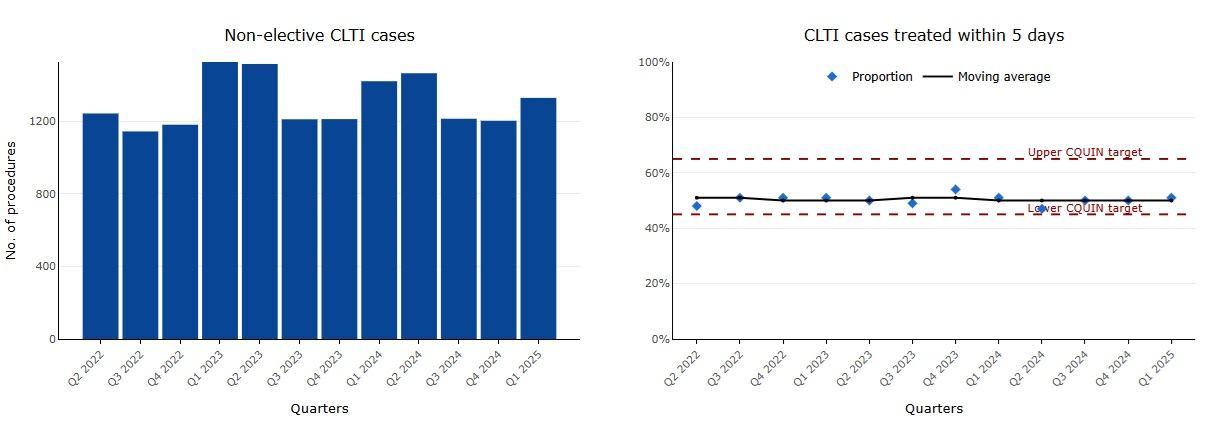 Non-elective CLTI cases
No. of procedures
1200
800
400
0
Q2 2022
Q3 2022
Q4 2022
Q1 2023
Q2 2023
Q3 2023
Q4 2023
Q1 2024
Q2 2024
Q3 2024
Q4 2024
Q1 2025
Quarters
CLTI cases treated within 5 days
Proportion
Moving average
100%
80%
60%
40%
20%
0%
Upper CQUIN target
Lower CQUIN target
Q2 2022
Q3 2022
Q4 2022
Q1 2023
Q2 2023
Q3 2023
Q4 2023
Q1 2024
Q2 2024
Q3 2024
Q4 2024
Q1 2025
Quarters